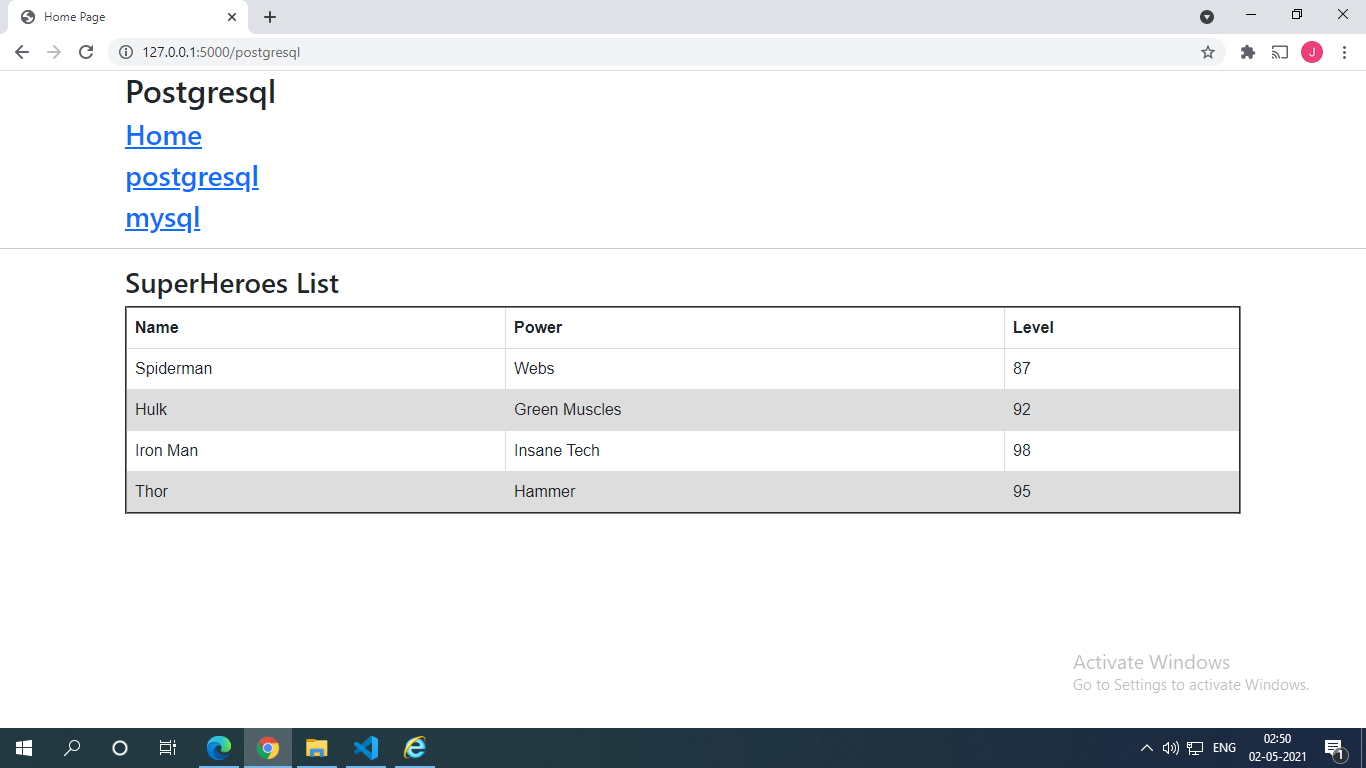 Home Page
127.0.0.1:5000/postgresql
J
Postgresql
Home
postgresql
mysql
SuperHeroes List
Name Power Level
Spiderman Webs 87
Hulk Green Muscles 92
Iron Man Insane Tech 98
Thor Hammer 95
Activate Windows
Go to Settings to activate Windows.
ENG
02:50
02-05-2021
1